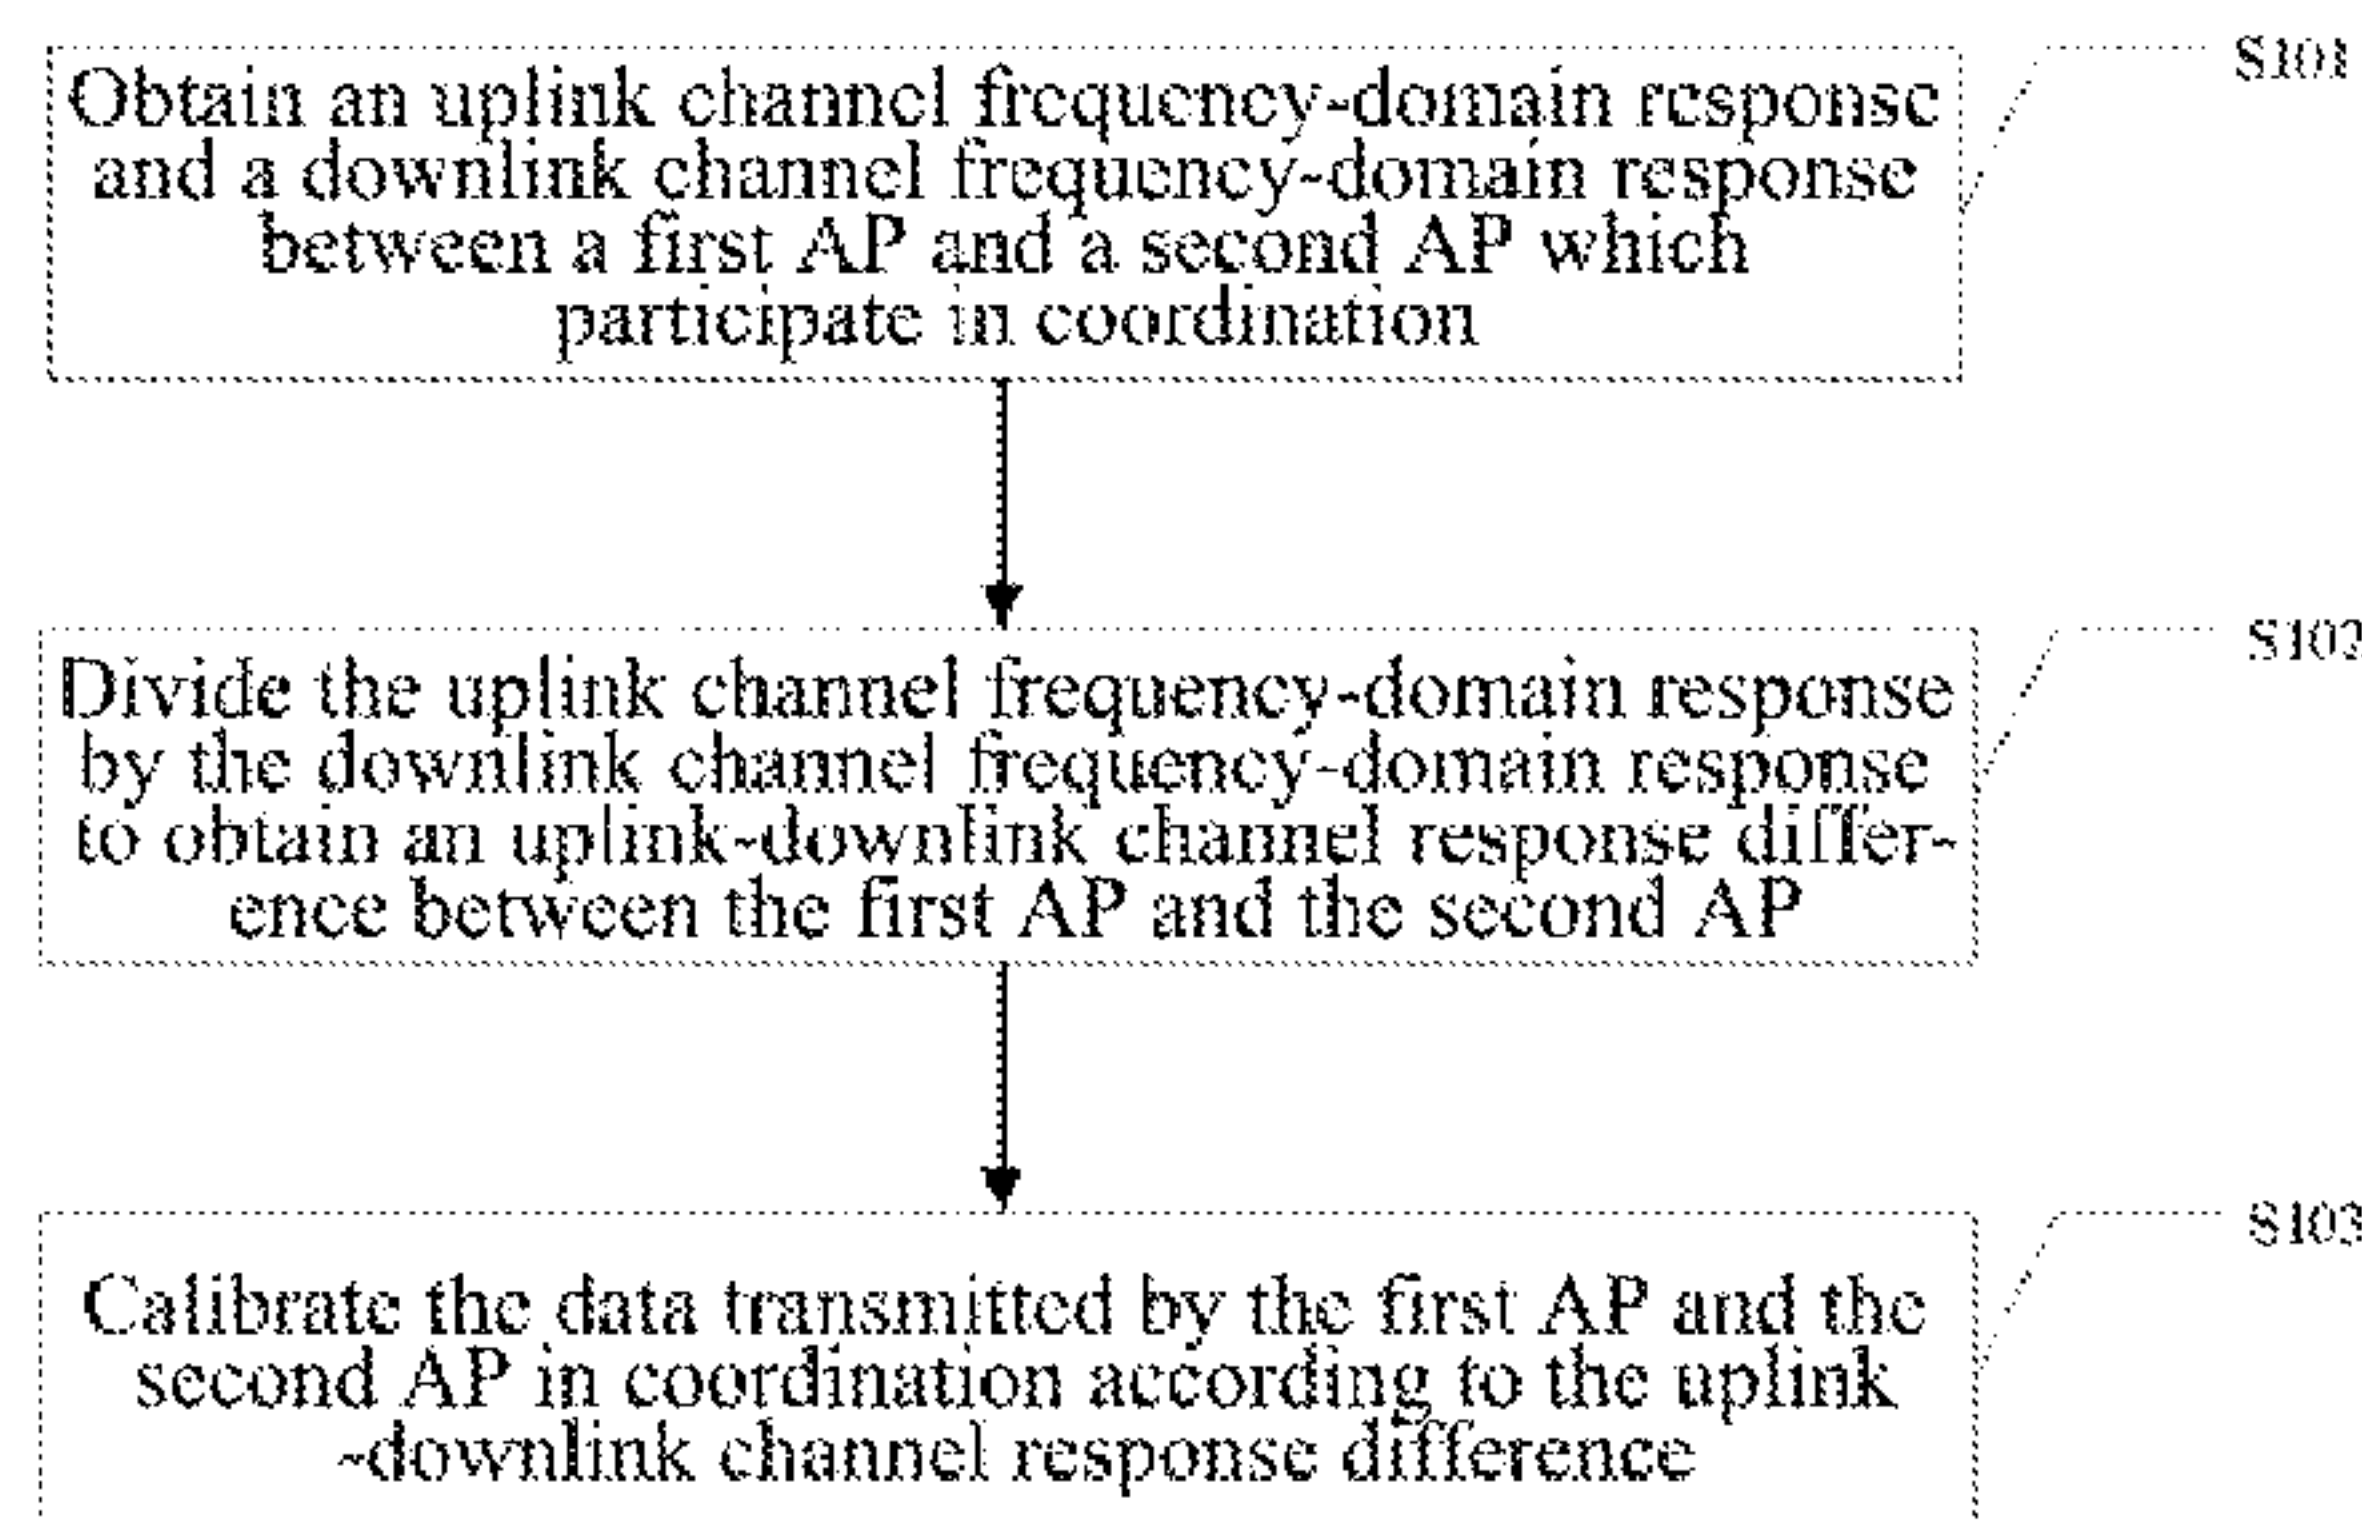 Obtain an uplink channel frequency-domain response
and a downlink channel frequency-domain response
between a first AP and a second AP which
participate in coordination
S101
Divide the uplink channel frequency-domain response
by the downlink channel frequency-domain response
to obtain an uplink-downlink channel response differ-
ence between the first AP and the second AP
S102
Calibrate the data transmitted by the first AP and the
second AP in coordination according to the uplink
-downlink channel response difference
S103